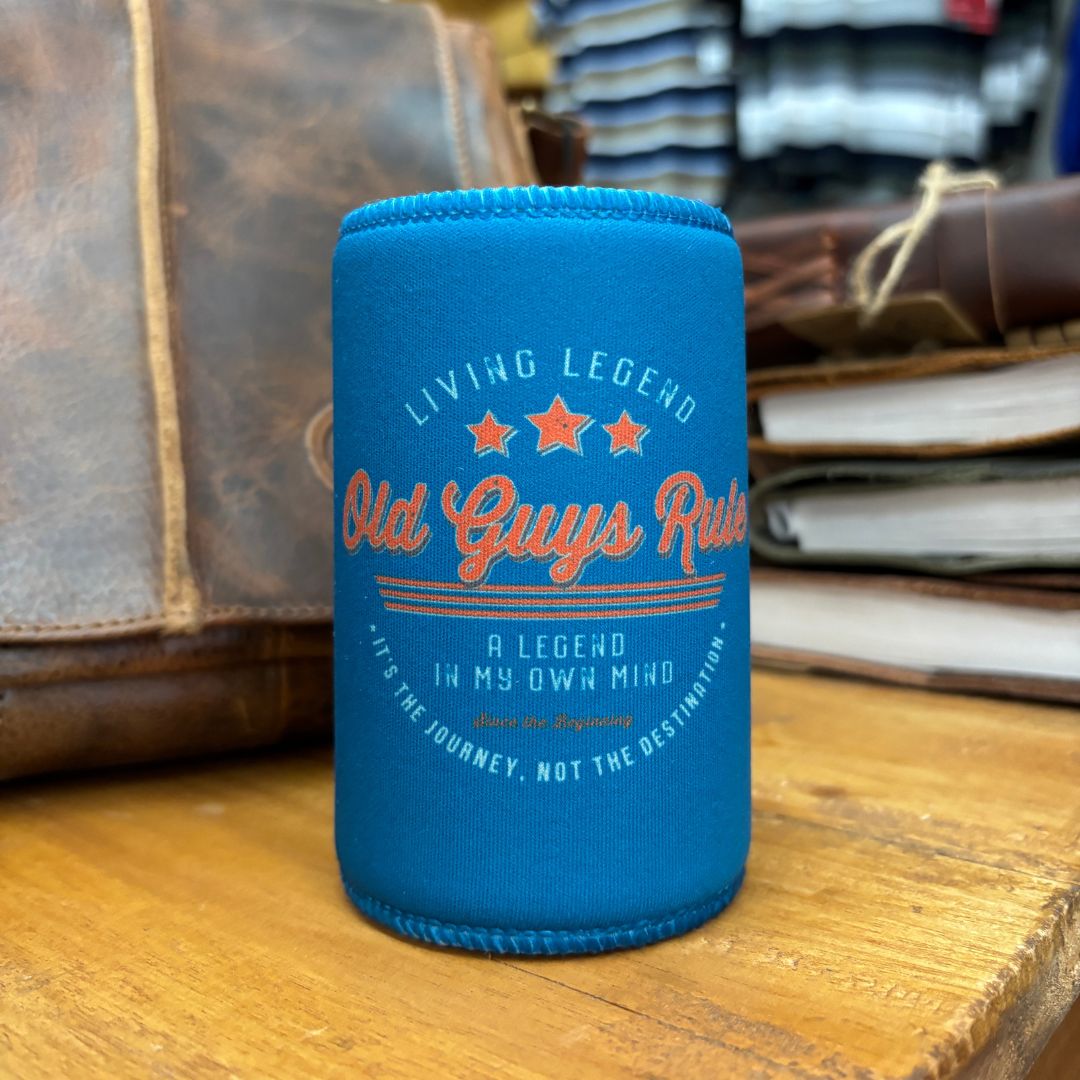 LIVING LEGEND
Old Guys Rule
A LEGEND
IN MY OWN MIND
Since the Beginning
• IT'S THE JOURNEY, NOT THE DESTINATION •